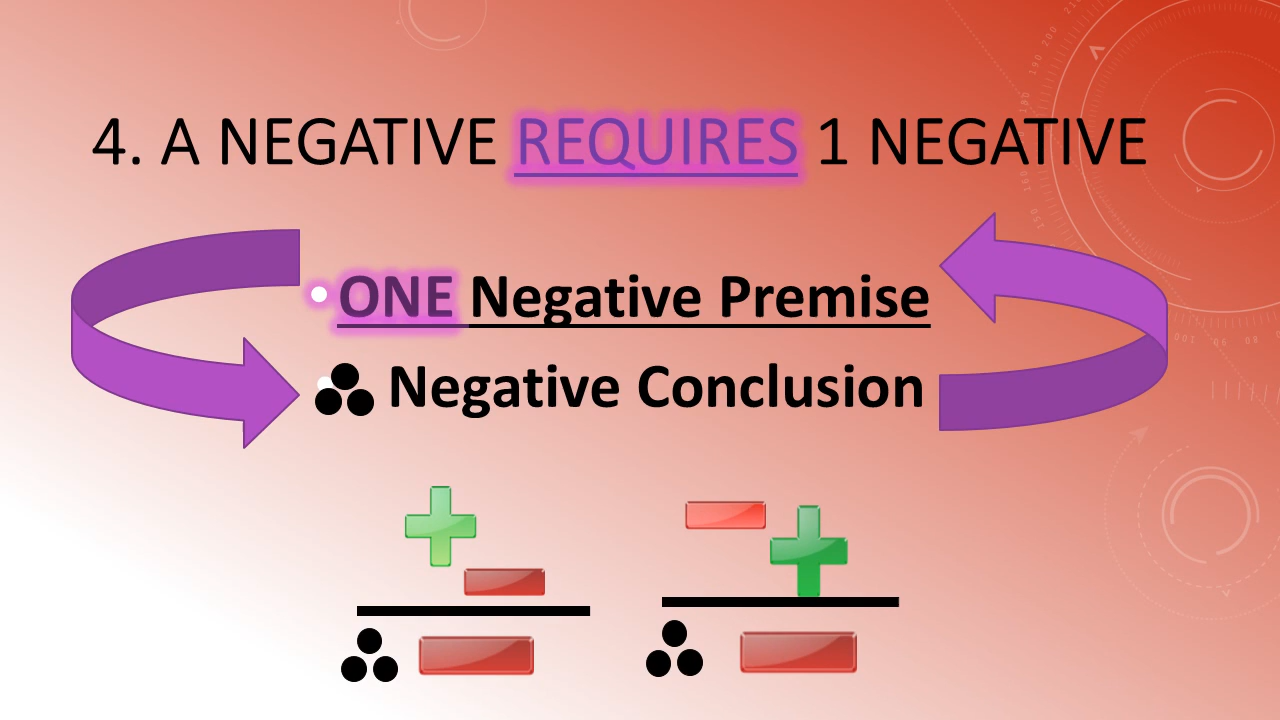 4. A NEGATIVE REQUIRES 1 NEGATIVE
• ONE Negative Premise
∴ Negative Conclusion